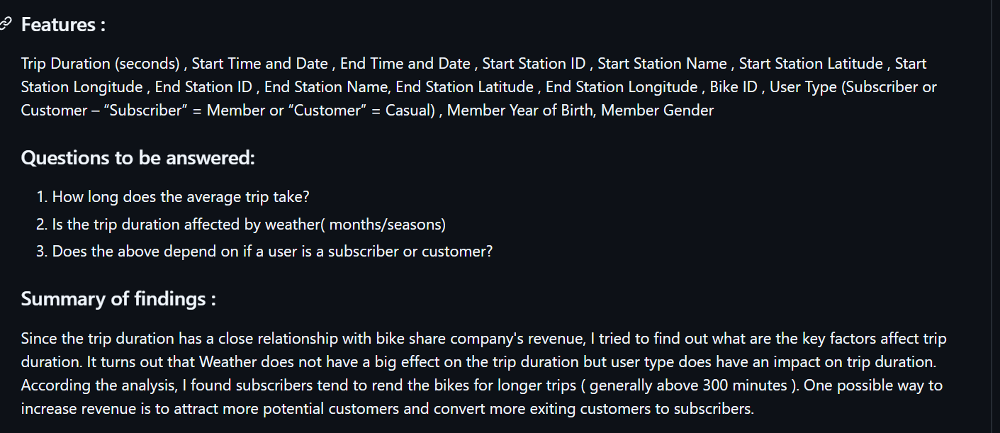 Features :
Trip Duration (seconds) , Start Time and Date , End Time and Date , Start Station ID , Start Station Name , Start Station Latitude , Start
Station Longitude , End Station ID , End Station Name, End Station Latitude , End Station Longitude , Bike ID , User Type (Subscriber or
Customer – “Subscriber” = Member or “Customer” = Casual) , Member Year of Birth, Member Gender
Questions to be answered:
1. How long does the average trip take?
2. Is the trip duration affected by weather( months/seasons)
3. Does the above depend on if a user is a subscriber or customer?
Summary of findings :
Since the trip duration has a close relationship with bike share company's revenue, I tried to find out what are the key factors affect trip
duration. It turns out that Weather does not have a big effect on the trip duration but user type does have an impact on trip duration.
According the analysis, I found subscribers tend to rend the bikes for longer trips ( generally above 300 minutes ). One possible way to
increase revenue is to attract more potential customers and convert more exiting customers to subscribers.